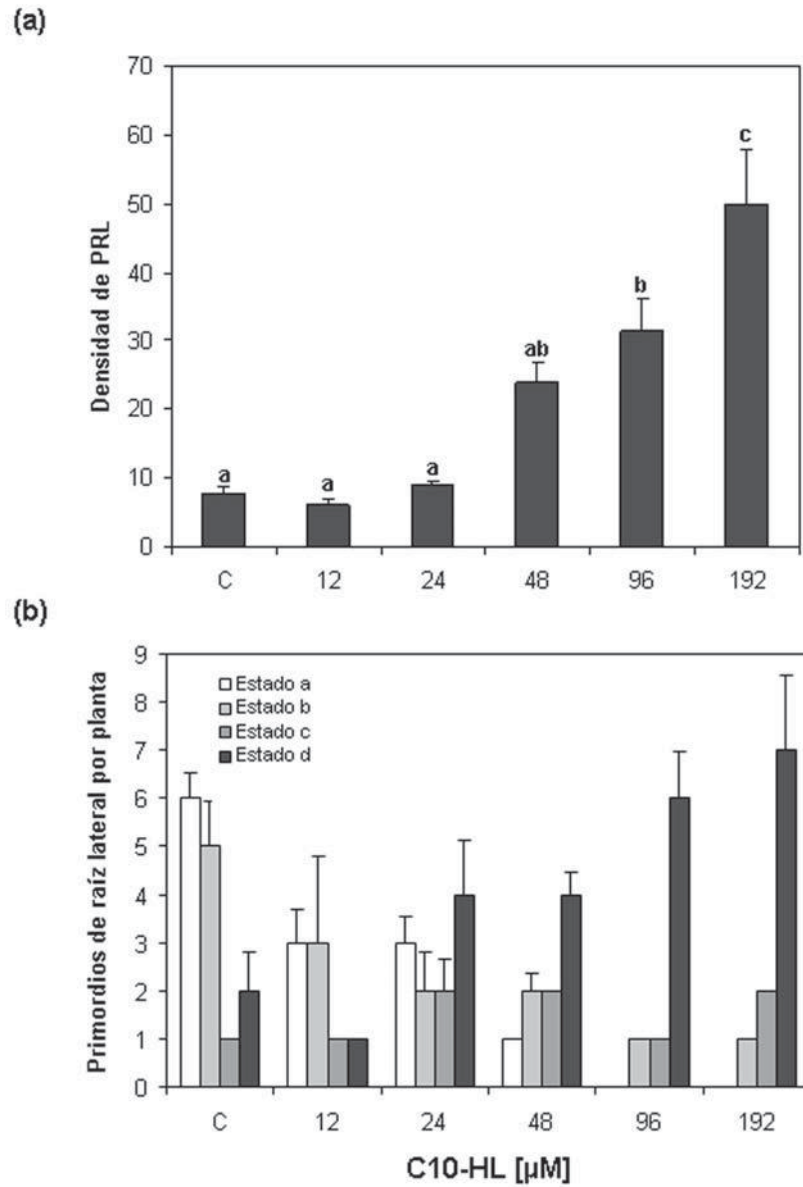 (a)
Densidad de PRL
70
60
50
40
30
20
10
0
a
a
a
ab
b
c
C 12 24 48 96 192
(b)
Primordios de raíz lateral por planta
9
8
7
6
5
4
3
2
1
0
Estado a
Estado b
Estado c
Estado d
C 12 24 48 96 192
C10-HL [µM]